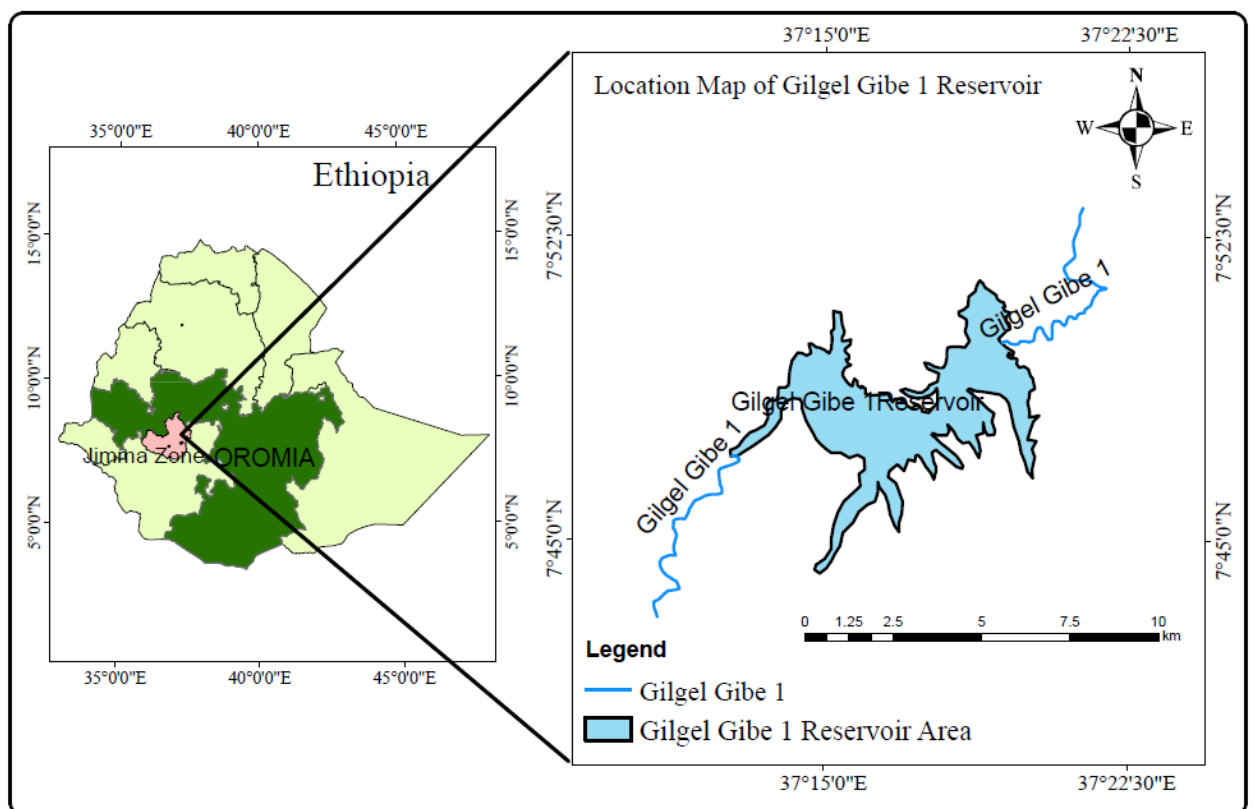 37°15'0"E 37°22'30"E
Location Map of Gilgel Gibe 1 Reservoir
N
W E
S
35°0'0"E 40°0'0"E 45°0'0"E
Ethiopia
15°0'0"N 15°0'0"N
10°0'0"N 10°0'0"N
5°0'0"N 5°0'0"N
Jimma Zone OROMIA
35°0'0"E 40°0'0"E 45°0'0"E
7°52'30"N 7°52'30"N
Gilgel Gibe 1
Gilgel Gibe 1Reservoir
Gilgel Gibe 1
7°45'0"N 7°45'0"N
0 1.25 2.5 5 7.5 10
km
Legend
Gilgel Gibe 1
Gilgel Gibe 1 Reservoir Area
37°15'0"E 37°22'30"E